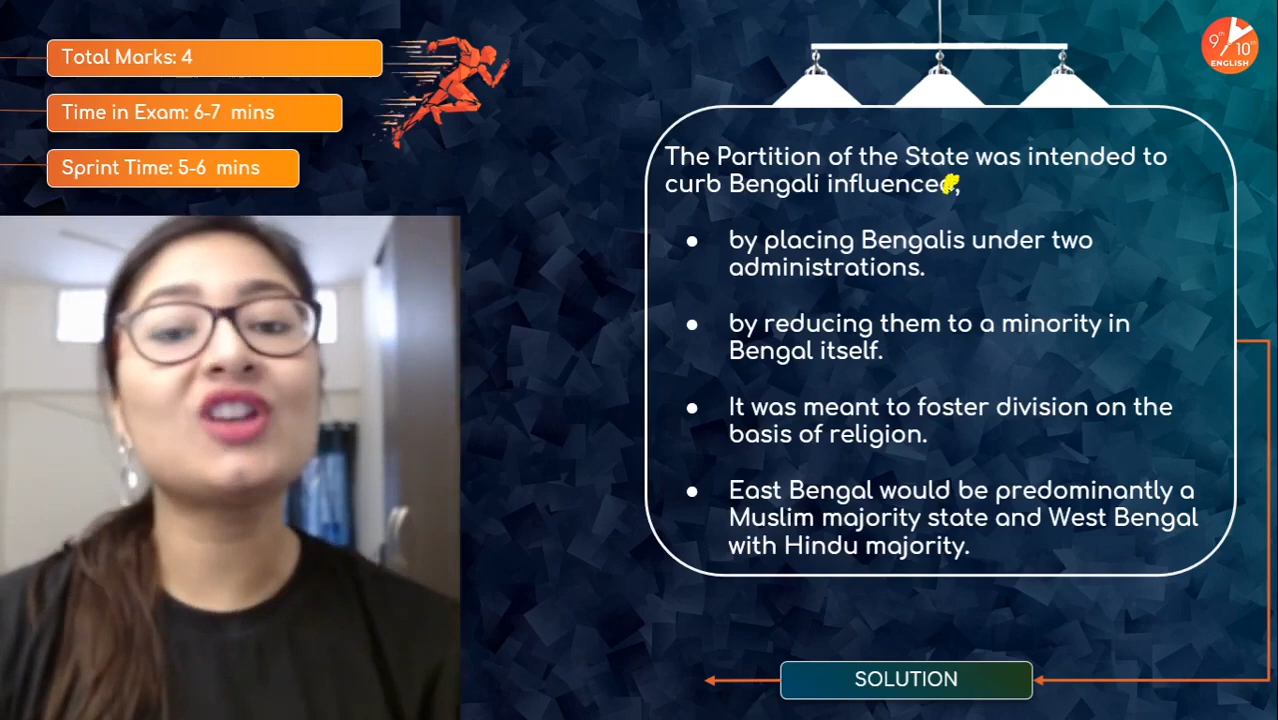 Total Marks: 4
Time in Exam: 6-7 mins
Sprint Time: 5-6 mins
9th 10th
ENGLISH
The Partition of the State was intended to
curb Bengali influence,
● by placing Bengalis under two
administrations.
● by reducing them to a minority in
Bengal itself.
● It was meant to foster division on the
basis of religion.
● East Bengal would be predominantly a
Muslim majority state and West Bengal
with Hindu majority.
SOLUTION